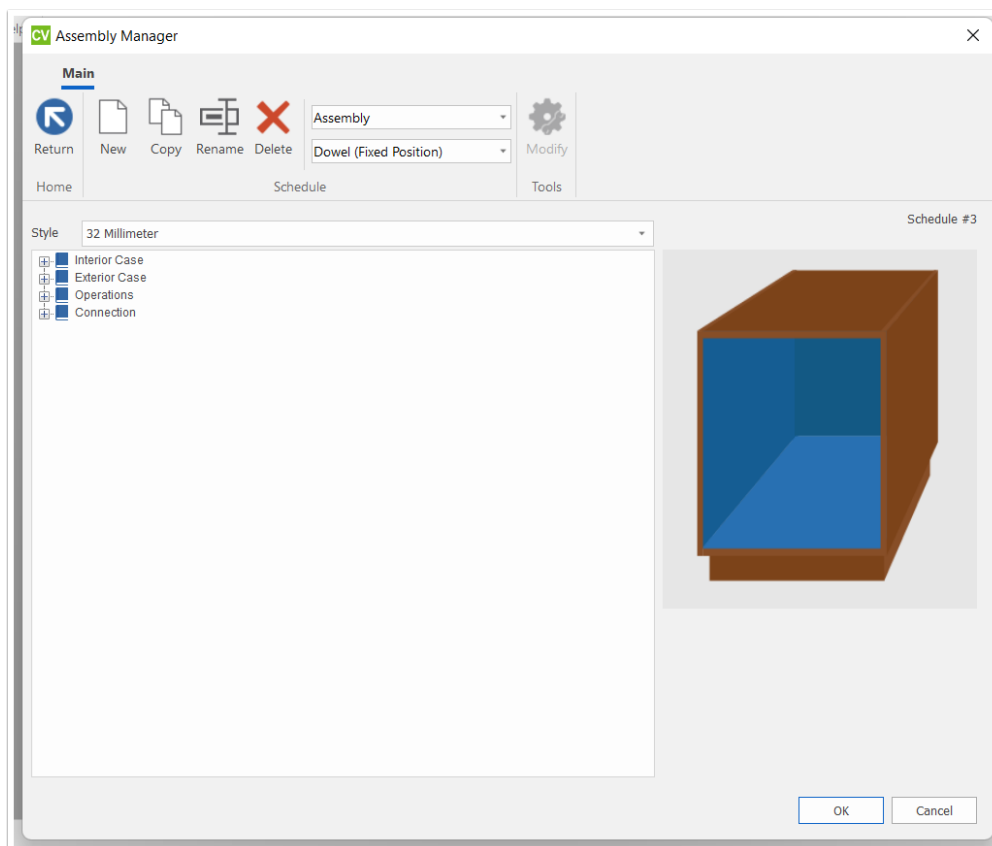 elp
CV Assembly Manager
Main
Return New Copy Rename Delete Assembly Modify
Dowel (Fixed Position)
Home Schedule Tools
Schedule #3
Style 32 Millimeter
Interior Case
Exterior Case
Operations
Connection
OK Cancel